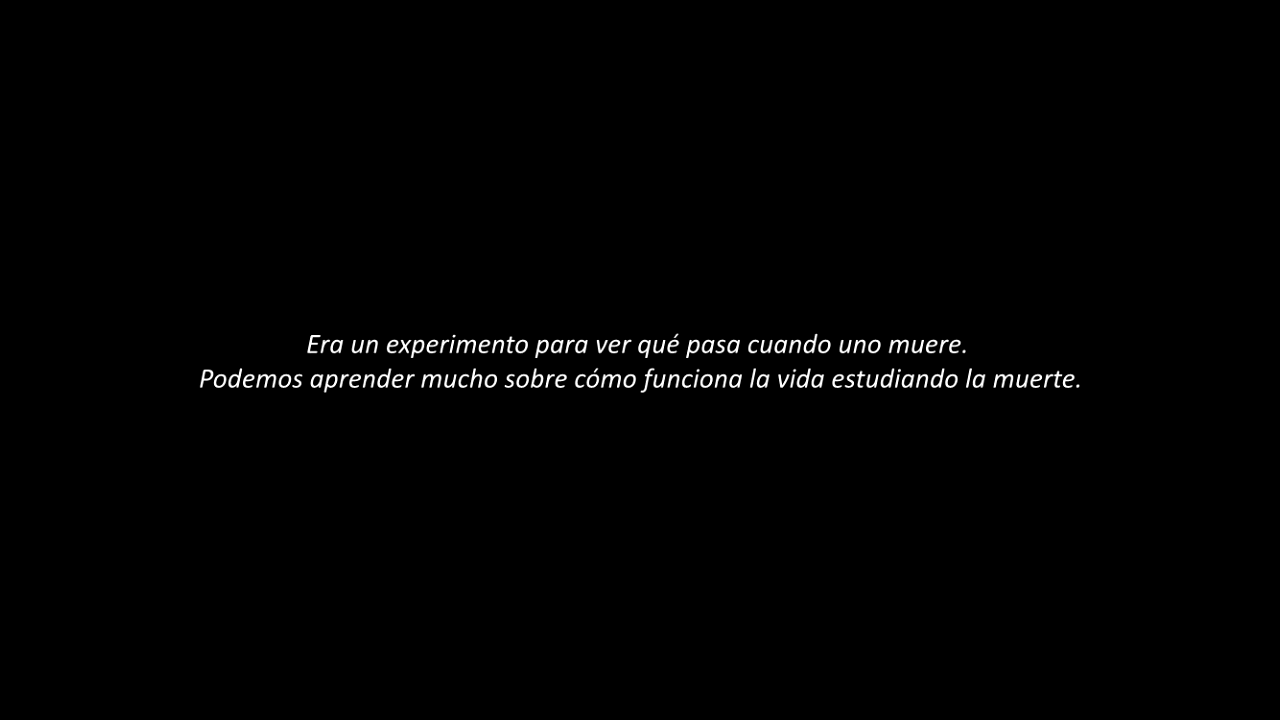 Era un experimento para ver qué pasa cuando uno muere.
Podemos aprender mucho sobre cómo funciona la vida estudiando la muerte.